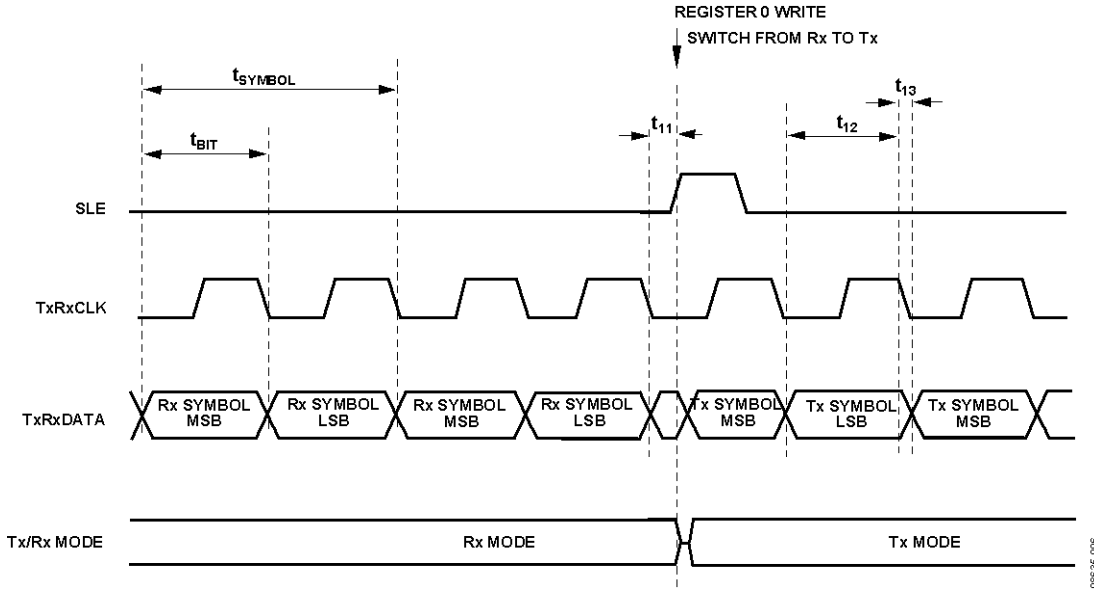 REGISTER 0 WRITE
SWITCH FROM Rx TO Tx
tSYMBOL
t13
t11
t12
tBIT
SLE
TxRxCLK
TxRxDATA
Rx SYMBOL
MSB
Rx SYMBOL
LSB
Rx SYMBOL
MSB
Rx SYMBOL
LSB
Tx SYMBOL
MSB
Tx SYMBOL
LSB
Tx SYMBOL
MSB
Tx/Rx MODE
Rx MODE
Tx MODE